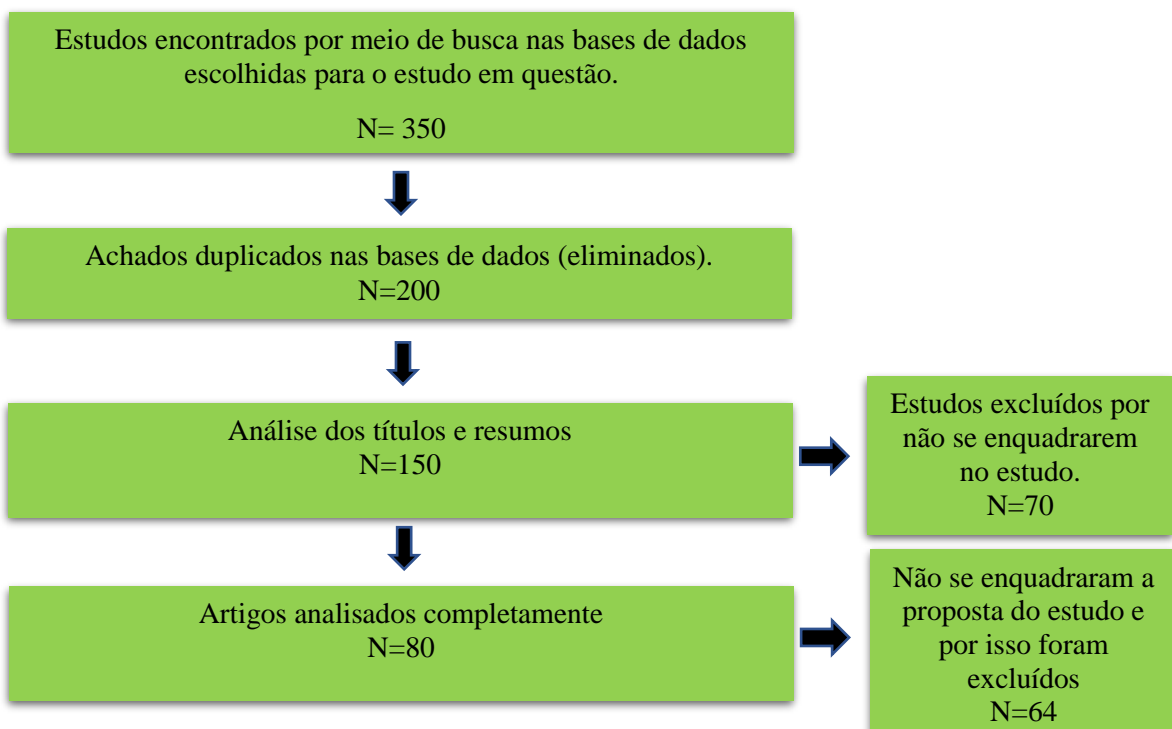 Estudos encontrados por meio de busca nas bases de dados
escolhidas para o estudo em questão.
N= 350
Achados duplicados nas bases de dados (eliminados).
N=200
Análise dos títulos e resumos
N=150
Estudos excluídos por
não se enquadrarem
no estudo.
N=70
Artigos analisados completamente
N=80
Não se enquadraram a
proposta do estudo e
por isso foram
excluídos
N=64